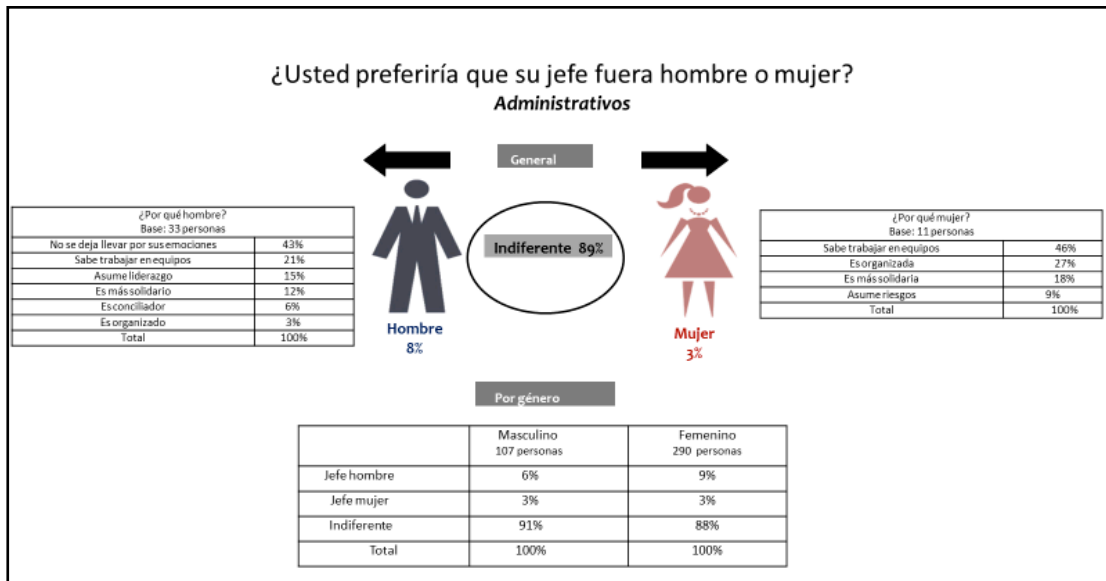 ¿Usted preferiría que su jefe fuera hombre o mujer?
Administrativos
General
¿Por qué hombre?
Base: 33 personas
No se deja llevar por sus emociones 43%
Sabe trabajar en equipos 21%
Asume liderazgo 15%
Es más solidario 12%
Es conciliador 6%
Es organizado 3%
Total 100%
Hombre
8%
Indiferente 89%
Mujer
3%
¿Por qué mujer?
Base: 11 personas
Sabe trabajar en equipos 46%
Es organizada 27%
Es más solidaria 18%
Asume riesgos 9%
Total 100%
Por género
Masculino Femenino
107 personas 290 personas
Jefe hombre 6% 9%
Jefe mujer 3% 3%
Indiferente 91% 88%
Total 100% 100%